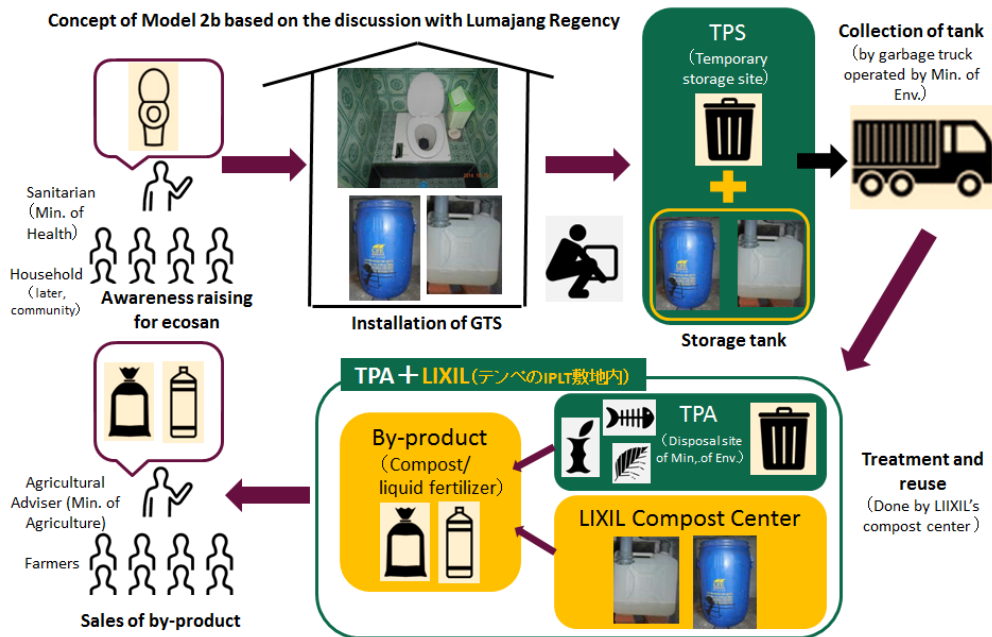 Concept of Model 2b based on the discussion with Lumajang Regency
Sanitarian
(Min. of
Health)
Household
(later,
community)
Awareness raising
for ecosan
Installation of GTS
TPS
(Temporary
storage site)
Storage tank
Collection of tank
(by garbage truck
operated by Min. of
Env.)
Treatment and
reuse
(Done by LIIXIL’s
compost center )
TPA+LIXIL(テンペのIPLT敷地内)
TPA
(Disposal site
of Min,.of Env.)
LIXIL Compost Center
By-product
(Compost/
liquid fertilizer)
Agricultural
Adviser (Min. of
Agriculture)
Farmers
Sales of by-product